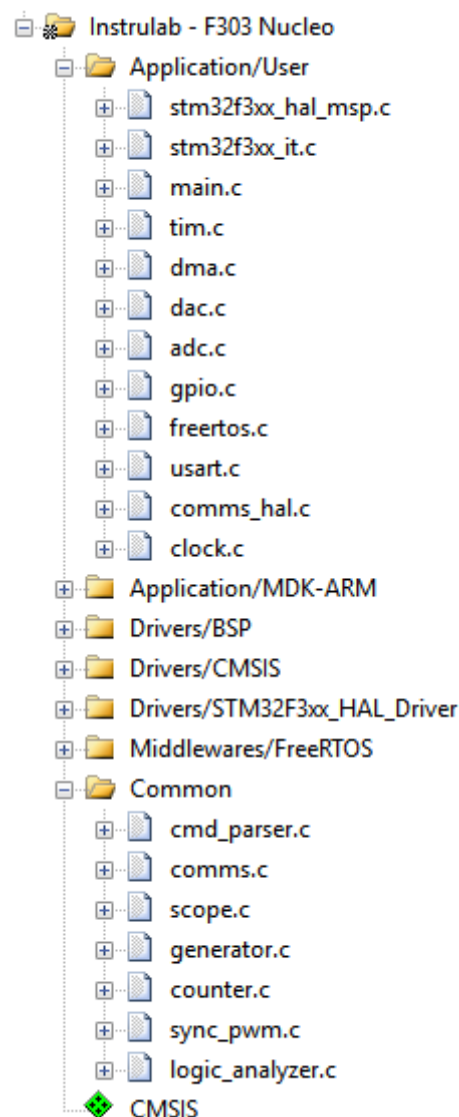 Instrulab - F303 Nucleo
Application/User
stm32f3xx_hal_msp.c
stm32f3xx_it.c
main.c
tim.c
dma.c
dac.c
adc.c
gpio.c
freertos.c
usart.c
comms_hal.c
clock.c
Application/MDK-ARM
Drivers/BSP
Drivers/CMSIS
Drivers/STM32F3xx_HAL_Driver
Middlewares/FreeRTOS
Common
cmd_parser.c
comms.c
scope.c
generator.c
counter.c
sync_pwm.c
logic_analyzer.c
CMSIS